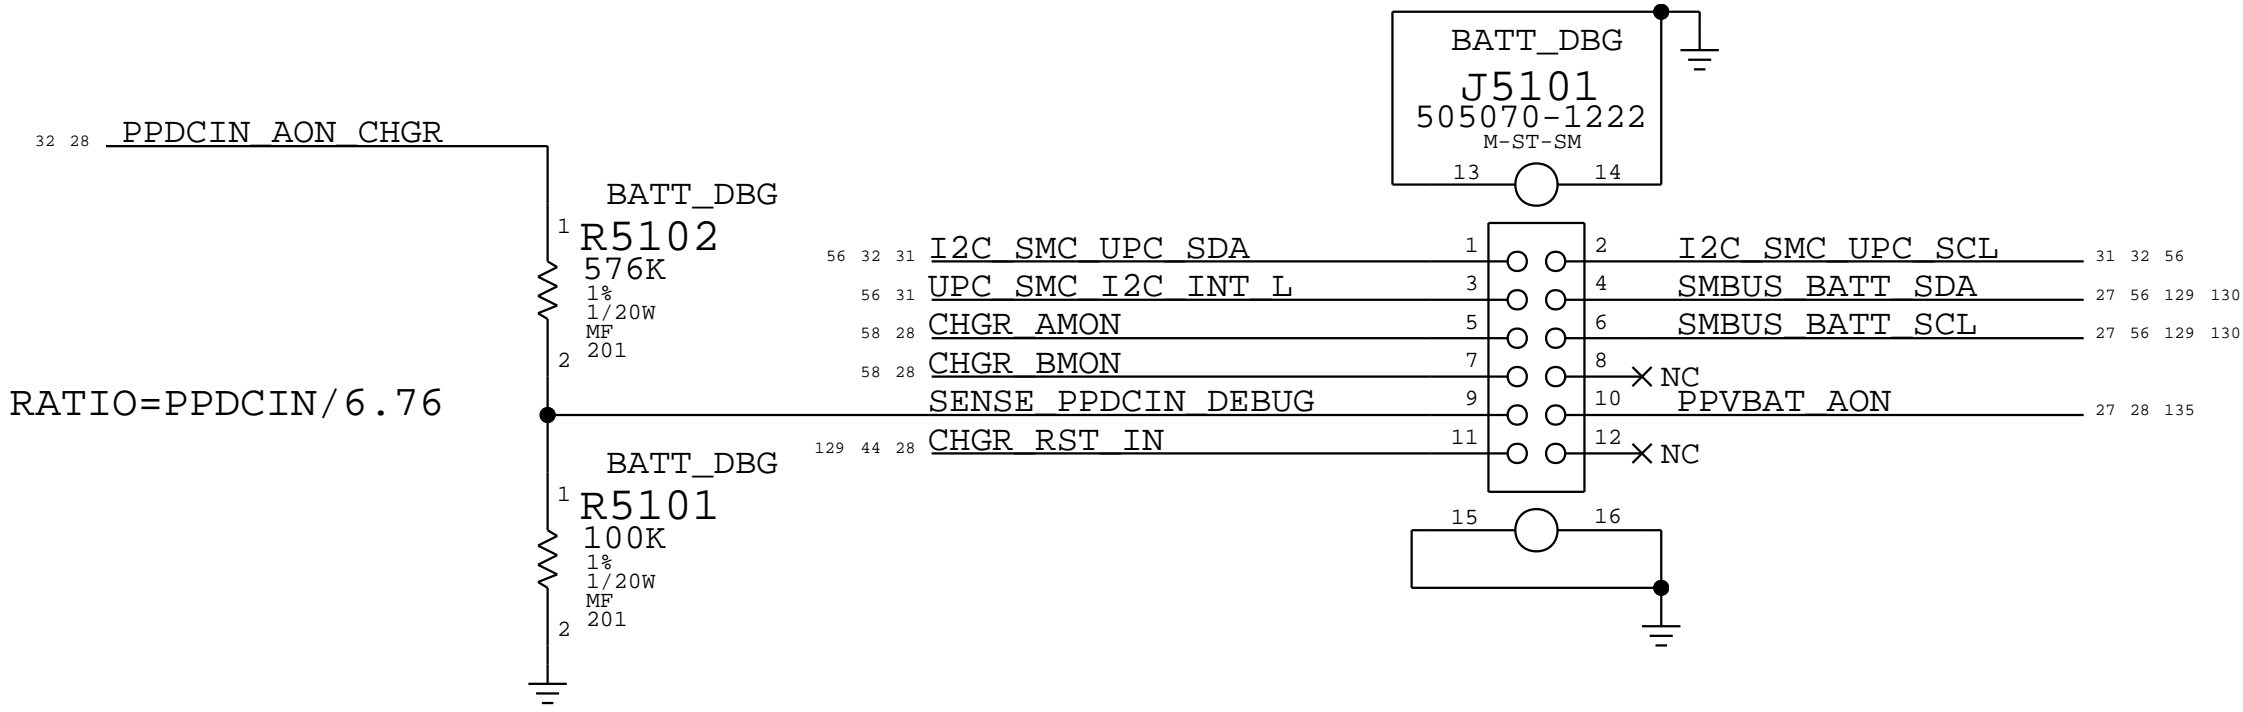 BATT_DBG
J5101
505070-1222
M-ST-SM
13 14
32 28 PPDCIN_AON_CHGR
BATT_DBG
1 R5102
576K
1%
1/20W
MF
201
2
56 32 31 I2C_SMC_UPC_SDA 1 2 I2C_SMC_UPC_SCL 31 32 56
56 31 UPC_SMC_I2C_INT_L 3 4 SMBUS_BATT_SDA 27 56 129 130
58 28 CHGR_AMON 5 6 SMBUS_BATT_SCL 27 56 129 130
58 28 CHGR_BMON 7 8 NC
RATIO=PPDCIN/6.76
SENSE_PPDCIN_DEBUG 9 10 PPVBAT_AON 27 28 135
129 44 28 CHGR_RST_IN 11 12 NC
BATT_DBG
1 R5101
100K
1%
1/20W
MF
201
2
15 16